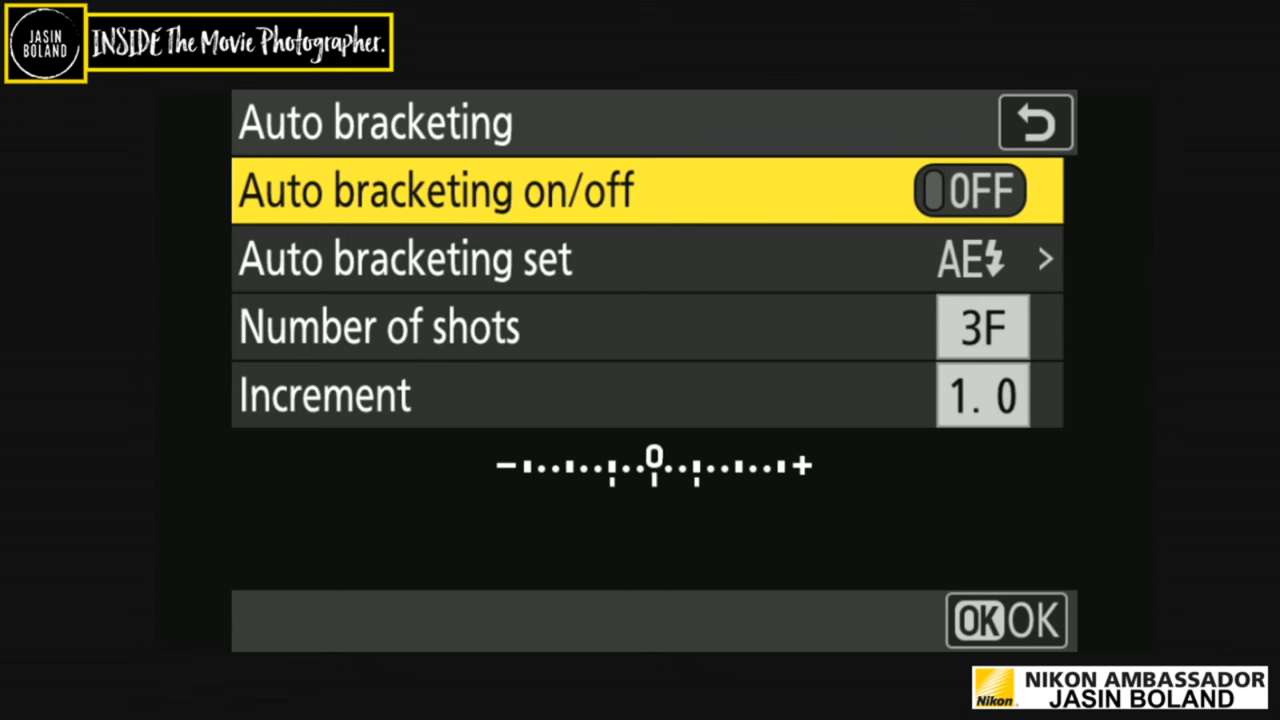 JASIN
BOLAND
INSIDE The Movie Photographer.
Auto bracketing
Auto bracketing on/off OFF
Auto bracketing set AE >
Number of shots 3F
Increment 1. 0
- 0 +
OK OK
Nikon
NIKON AMBASSADOR
JASIN BOLAND